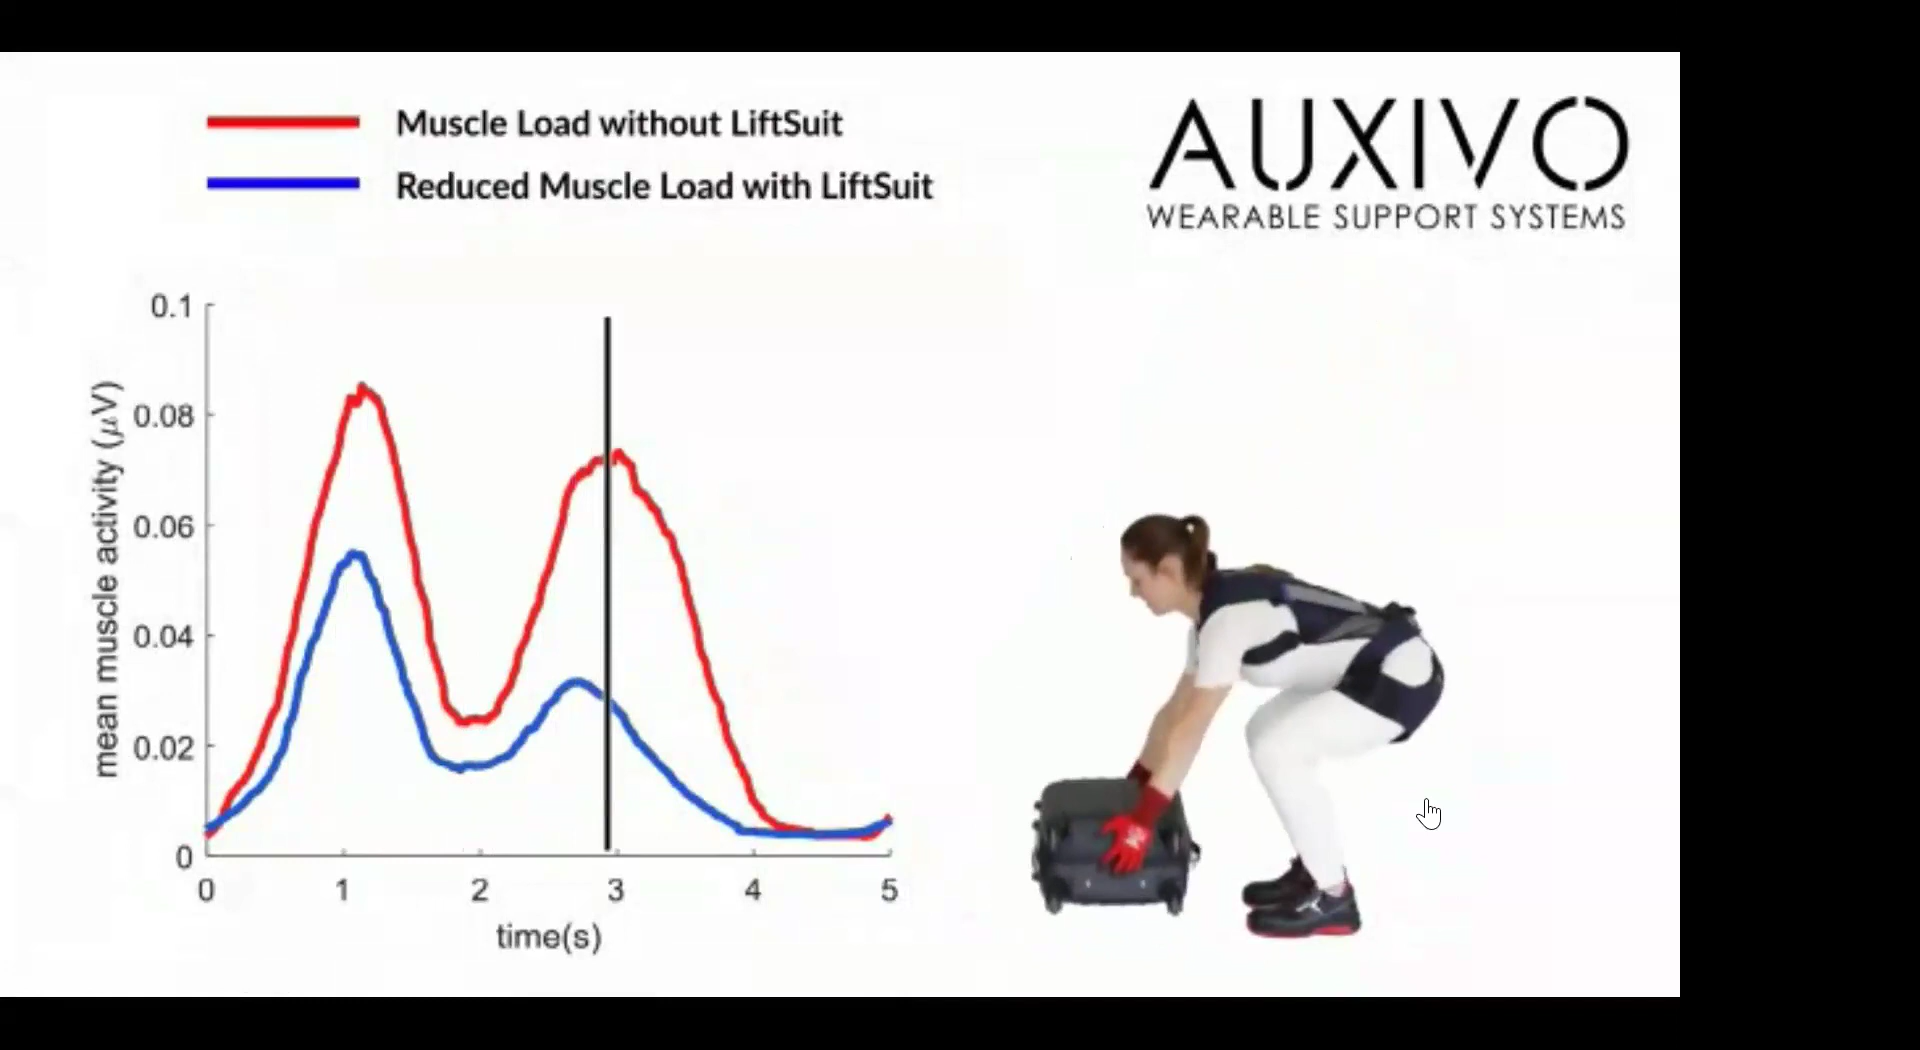 Muscle Load without LiftSuit
Reduced Muscle Load with LiftSuit
AUXIVO
WEARABLE SUPPORT SYSTEMS
mean muscle activity (μV)
0.1
0.08
0.06
0.04
0.02
0
0 1 2 3 4 5
time(s)